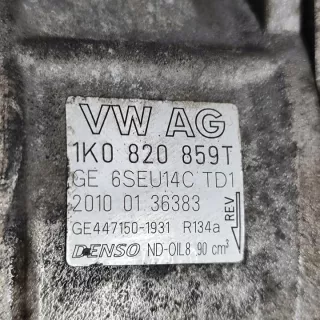 VW AG
1K0 820 859T
GE 6SEU14C TD1
2010 01 36383
GE447150-1931 R134a
DENSO ND-OIL8 90 cm³
REV